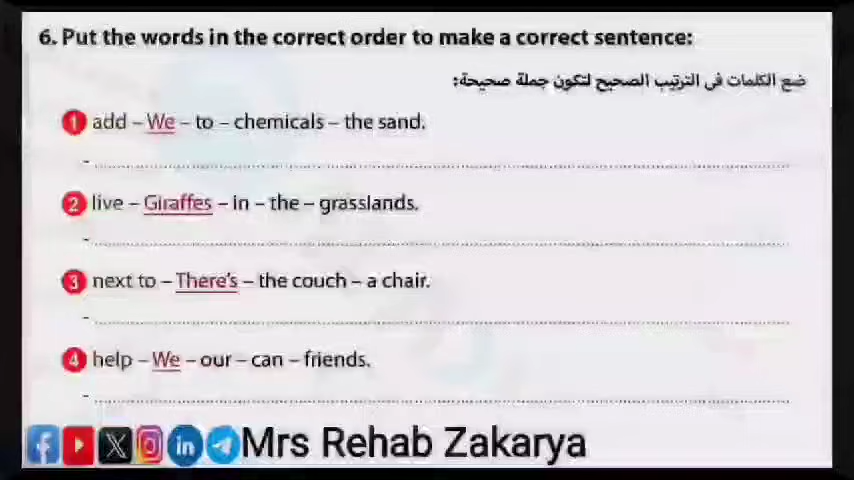 6. Put the words in the correct order to make a correct sentence:
ضع الكلمات فى الترتيب الصحيح لتكون جملة صحيحة:
1 add – We – to – chemicals – the sand.
2 live – Giraffes – in – the – grasslands.
3 next to – There's – the couch – a chair.
4 help – We – our – can – friends.
Mrs Rehab Zakarya